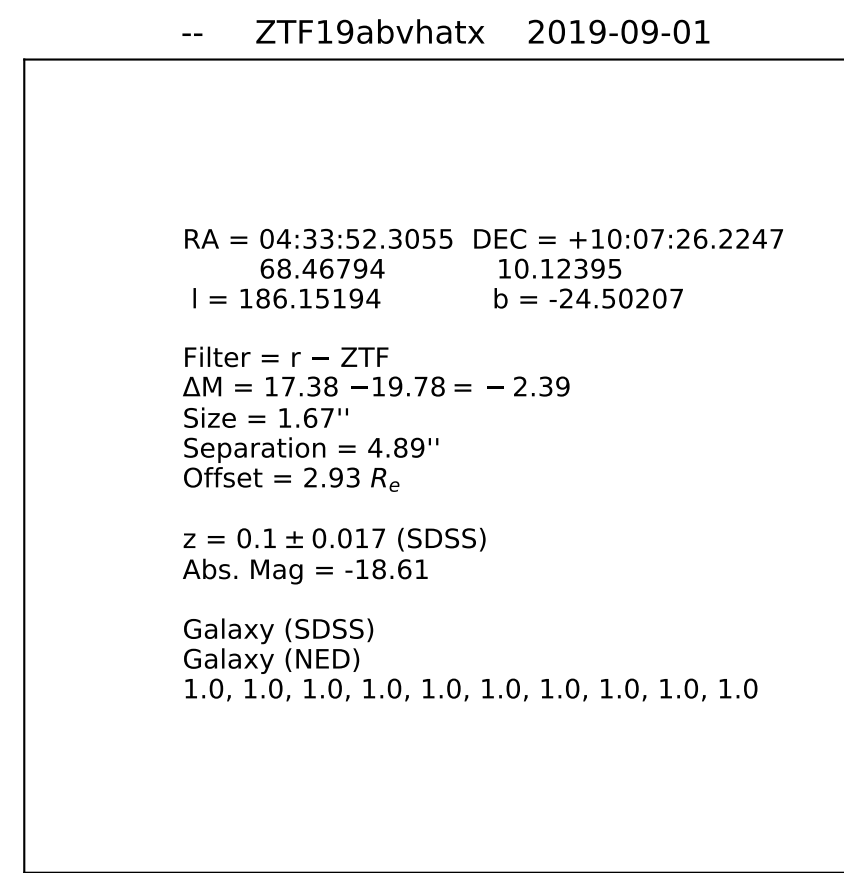 -- ZTF19abvhatx 2019-09-01
RA = 04:33:52.3055 DEC = +10:07:26.2247
68.46794 10.12395
l = 186.15194 b = -24.50207
Filter = r − ZTF
ΔM = 17.38 −19.78 = − 2.39
Size = 1.67''
Separation = 4.89''
Offset = 2.93 Re
z = 0.1 ± 0.017 (SDSS)
Abs. Mag = -18.61
Galaxy (SDSS)
Galaxy (NED)
1.0, 1.0, 1.0, 1.0, 1.0, 1.0, 1.0, 1.0, 1.0, 1.0